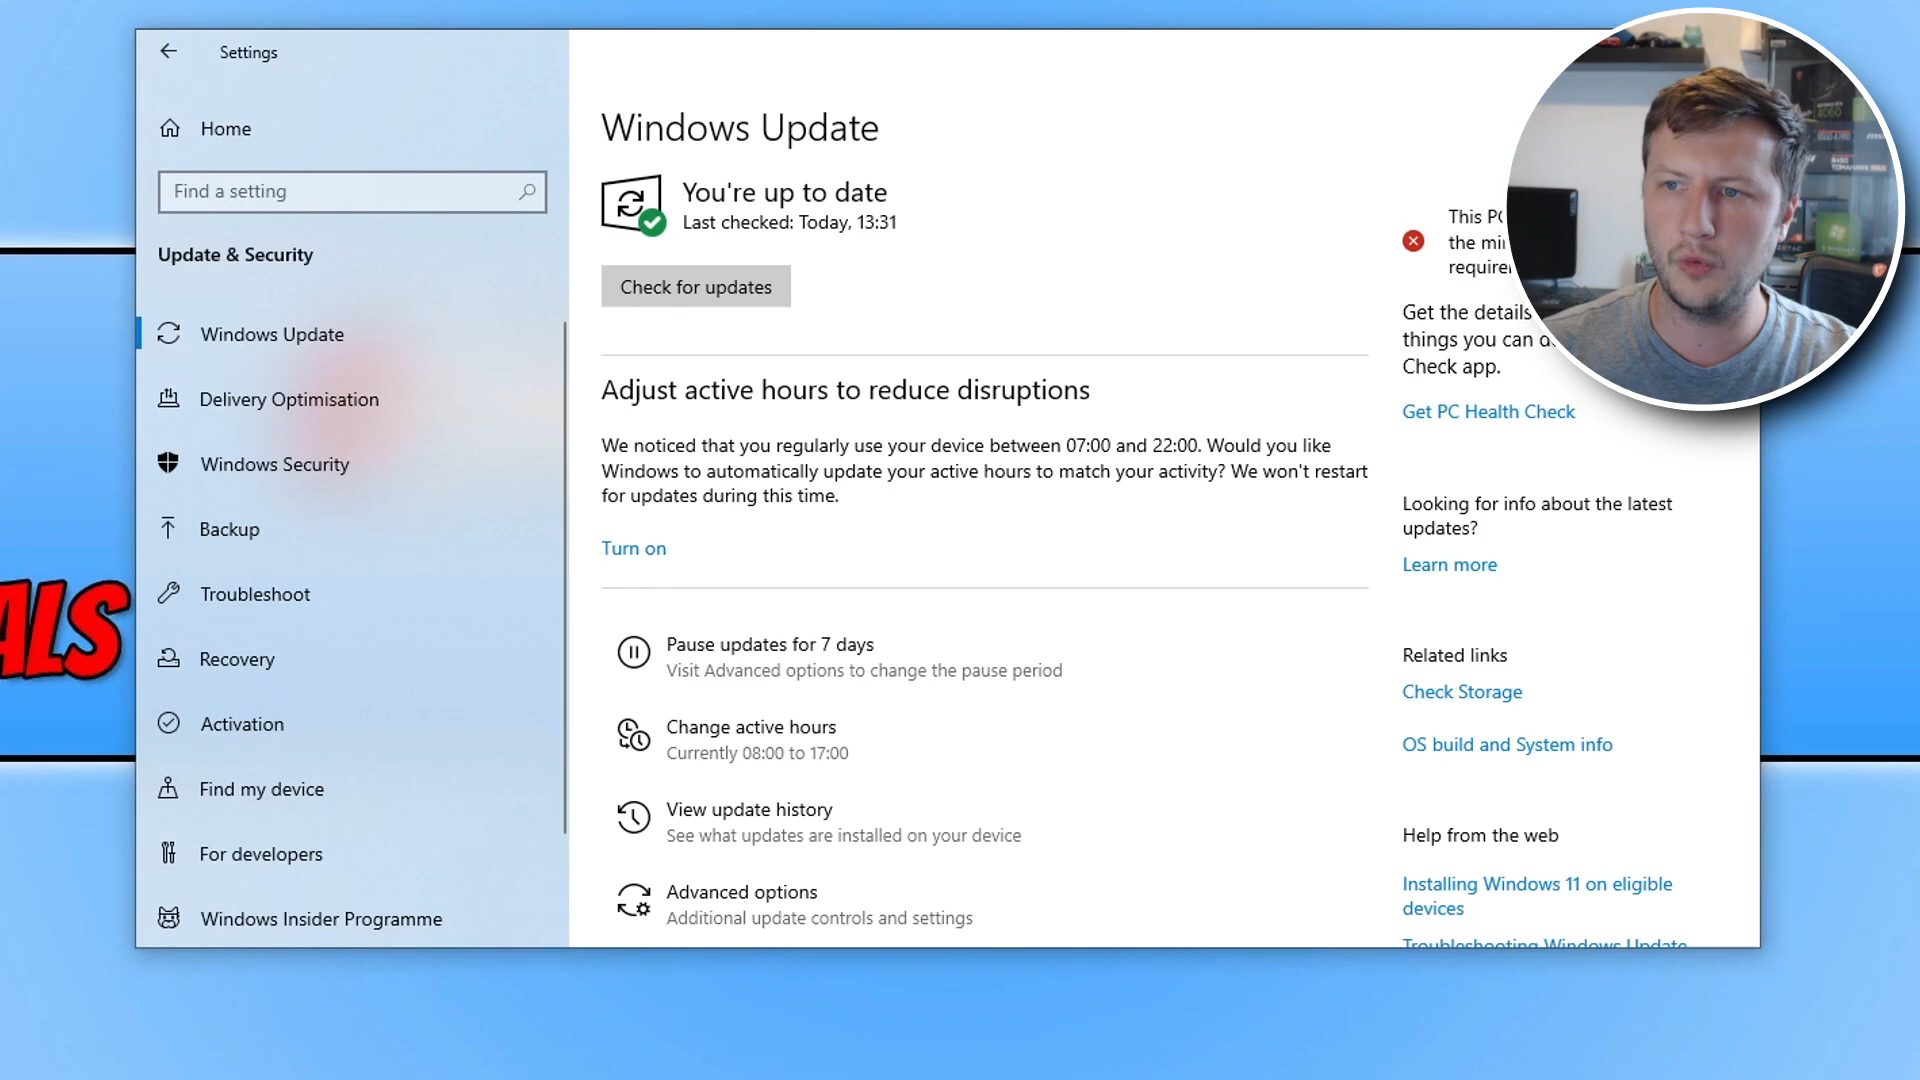 Settings
Home
Find a setting
Update & Security
Windows Update
Delivery Optimisation
Windows Security
Backup
Troubleshoot
Recovery
Activation
Find my device
For developers
Windows Insider Programme
Windows Update
You're up to date
Last checked: Today, 13:31
Check for updates
Adjust active hours to reduce disruptions
We noticed that you regularly use your device between 07:00 and 22:00. Would you like
Windows to automatically update your active hours to match your activity? We won't restart
for updates during this time.
Turn on
Pause updates for 7 days
Visit Advanced options to change the pause period
Change active hours
Currently 08:00 to 17:00
View update history
See what updates are installed on your device
Advanced options
Additional update controls and settings
This PC
the
Get the details
things you can
Check app.
Get PC Health Check
Looking for info about the latest
updates?
Learn more
Related links
Check Storage
OS build and System info
Help from the web
Installing Windows 11 on eligible
devices
Troubleshooting Windows Update
ALS
4060
TOMAHAWK